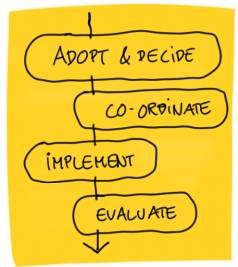 ADOPT & DECIDE
CO-ORDINATE
IMPLEMENT
EVALUATE